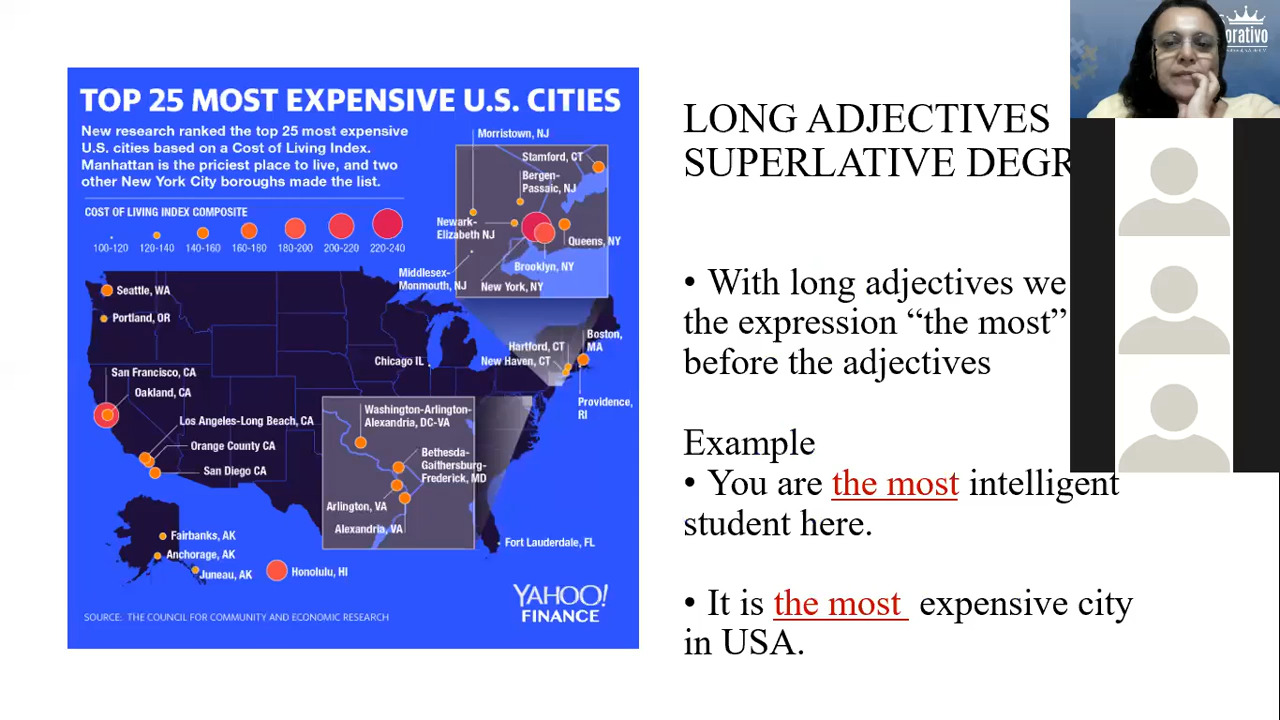 TOP 25 MOST EXPENSIVE U.S. CITIES
New research ranked the top 25 most expensive
U.S. cities based on a Cost of Living Index.
Manhattan is the priciest place to live, and two
other New York City boroughs made the list.
COST OF LIVING INDEX COMPOSITE
100-120 120-140 140-160 160-180 180-200 200-220 220-240
Morristown, NJ
Stamford, CT
Bergen-
Passaic, NJ
Newark-
Elizabeth NJ
Queens, NY
Brooklyn, NY
Middlesex-
Monmouth, NJ
New York, NY
Seattle, WA
Portland, OR
Boston,
MA
Hartford, CT
New Haven, CT
Chicago IL
Providence,
RI
San Francisco, CA
Oakland, CA
Los Angeles-Long Beach, CA
Orange County CA
San Diego CA
Washington-Arlington-
Alexandria, DC-VA
Bethesda-
Gaithersburg-
Frederick, MD
Arlington, VA
Alexandria, VA
Fort Lauderdale, FL
Fairbanks, AK
Anchorage, AK
Juneau, AK
Honolulu, HI
YAHOO!
FINANCE
SOURCE: THE COUNCIL FOR COMMUNITY AND ECONOMIC RESEARCH
LONG ADJECTIVES
SUPERLATIVE DEGR
• With long adjectives we
the expression “the most”
before the adjectives
Example
• You are the most intelligent
student here.
• It is the most expensive city
in USA.
orativo